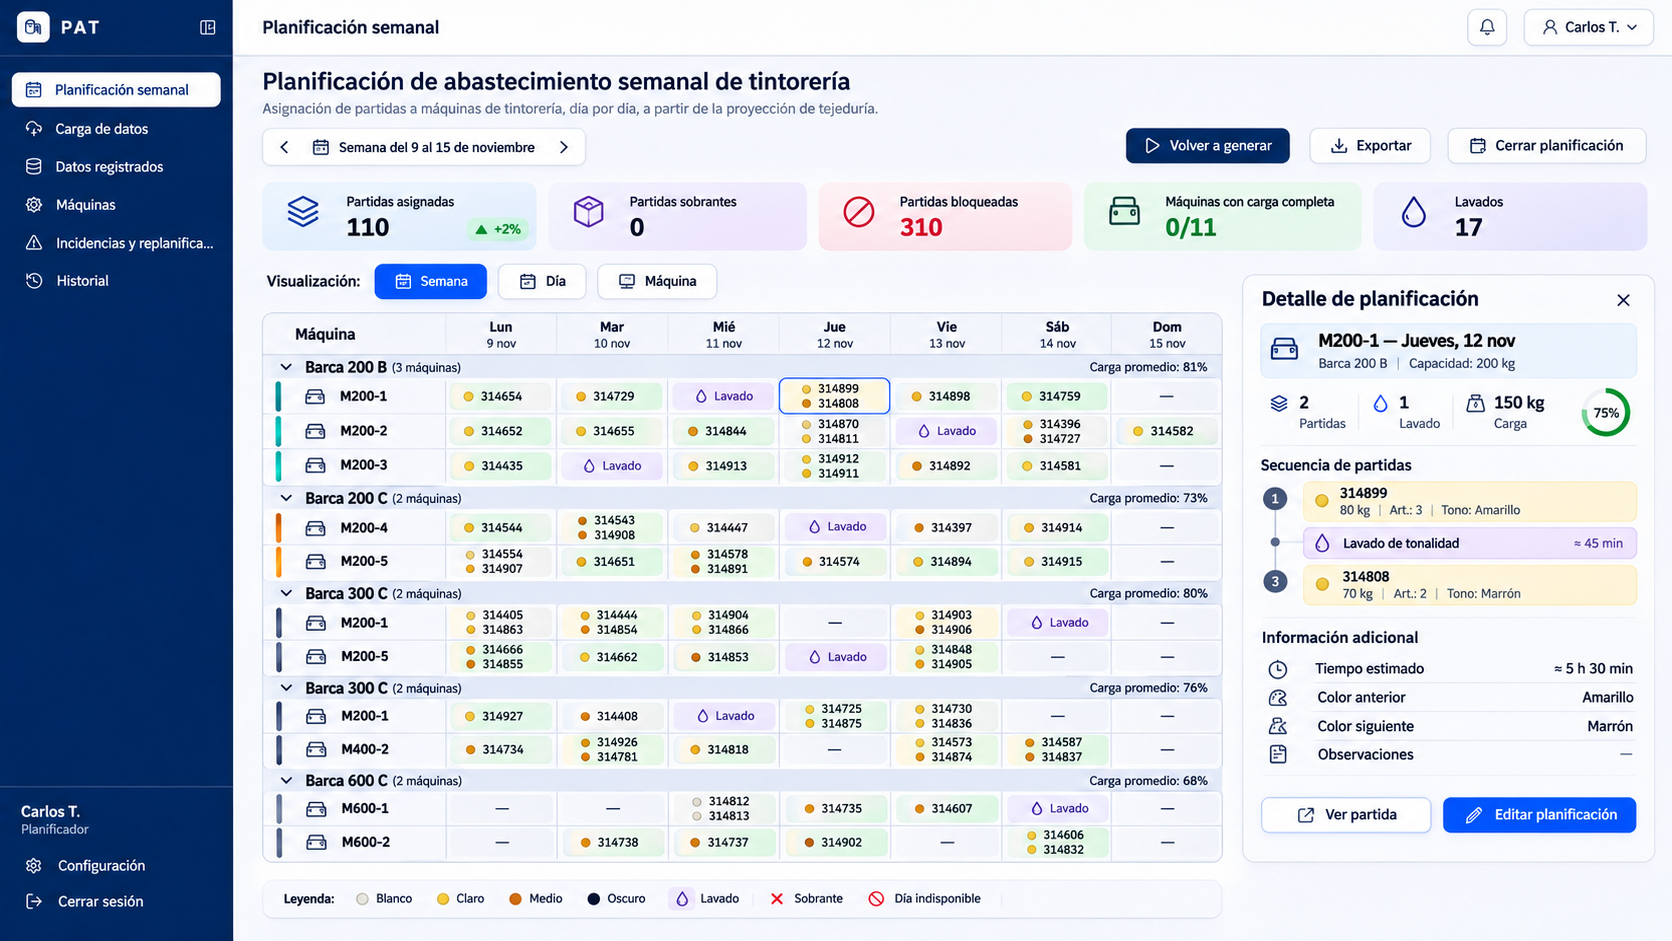 PAT
Planificación semanal
Carga de datos
Datos registrados
Máquinas
Incidencias y replanifica...
Historial
Carlos T.
Planificador
Configuración
Cerrar sesión
Planificación semanal
Carlos T.
Planificación de abastecimiento semanal de tintorería
Asignación de partidas a máquinas de tintorería, día por día, a partir de la proyección de tejeduría.
Semana del 9 al 15 de noviembre
Volver a generar
Exportar
Cerrar planificación
Partidas asignadas
110
▲ +2%
Partidas sobrantes
0
Partidas bloqueadas
310
Máquinas con carga completa
0/11
Lavados
17
Visualización:
Semana
Día
Máquina
Máquina
Lun
9 nov
Mar
10 nov
Mié
11 nov
Jue
12 nov
Vie
13 nov
Sáb
14 nov
Dom
15 nov
Barca 200 B (3 máquinas)
Carga promedio: 81%
M200-1
314654
314729
Lavado
314899
314808
314898
314759
—
M200-2
314652
314655
314844
314870
314811
Lavado
314396
314727
314582
M200-3
314435
Lavado
314913
314912
314911
314892
314581
—
Barca 200 C (2 máquinas)
Carga promedio: 73%
M200-4
314544
314543
314908
314447
Lavado
314397
314914
—
M200-5
314554
314907
314651
314578
314891
314574
314894
314915
—
Barca 300 C (2 máquinas)
Carga promedio: 80%
M200-1
314405
314863
314444
314854
314904
314866
—
314903
314906
Lavado
—
M200-5
314666
314855
314662
314853
Lavado
314848
314905
—
—
Barca 300 C (2 máquinas)
Carga promedio: 76%
M200-1
314927
314408
Lavado
314725
314875
314730
314836
—
—
M400-2
314734
314926
314781
314818
—
314573
314874
314587
314837
—
Barca 600 C (2 máquinas)
Carga promedio: 68%
M600-1
—
—
314812
314813
314735
314607
Lavado
—
M600-2
—
314738
314737
314902
—
314606
314832
—
Leyenda:
Blanco
Claro
Medio
Oscuro
Lavado
Sobrante
Día indisponible
Detalle de planificación
M200-1 — Jueves, 12 nov
Barca 200 B | Capacidad: 200 kg
2
Partidas
1
Lavado
150 kg
Carga
75%
Secuencia de partidas
1
314899
80 kg | Art.: 3 | Tono: Amarillo
Lavado de tonalidad
≈ 45 min
3
314808
70 kg | Art.: 2 | Tono: Marrón
Información adicional
Tiempo estimado
≈ 5 h 30 min
Color anterior
Amarillo
Color siguiente
Marrón
Observaciones
—
Ver partida
Editar planificación